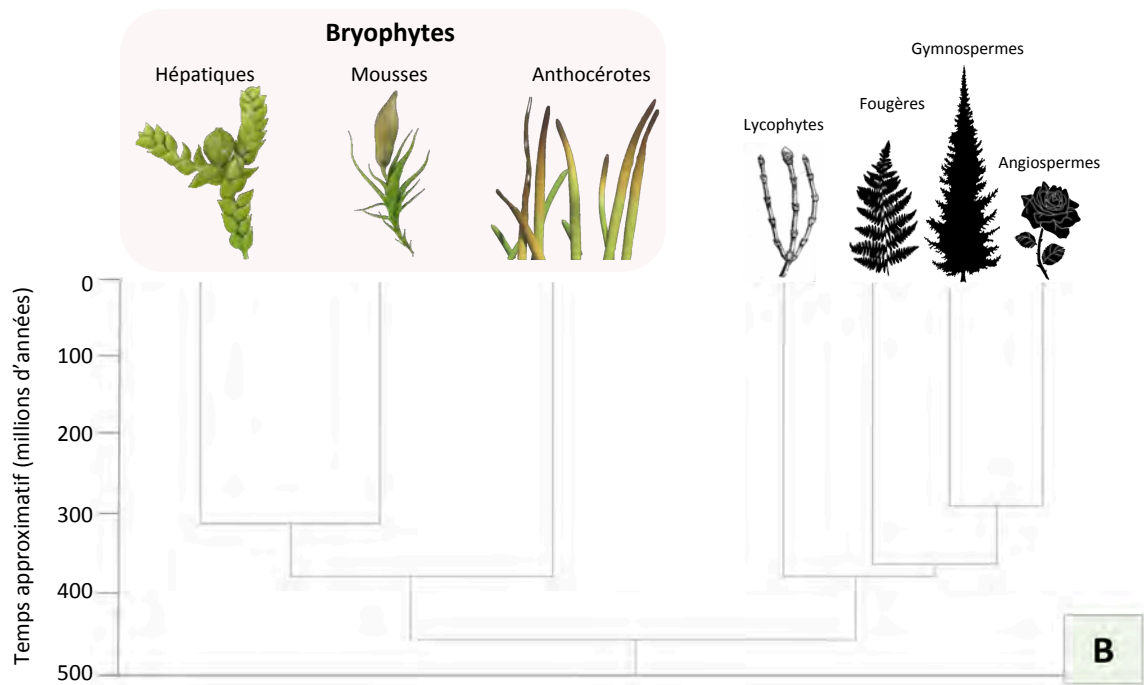 Bryophytes
Hépatiques
Mousses
Anthocérotes
Lycophytes
Fougères
Gymnospermes
Angiospermes
Temps approximatif (millions d'années)
0
100
200
300
400
500
B